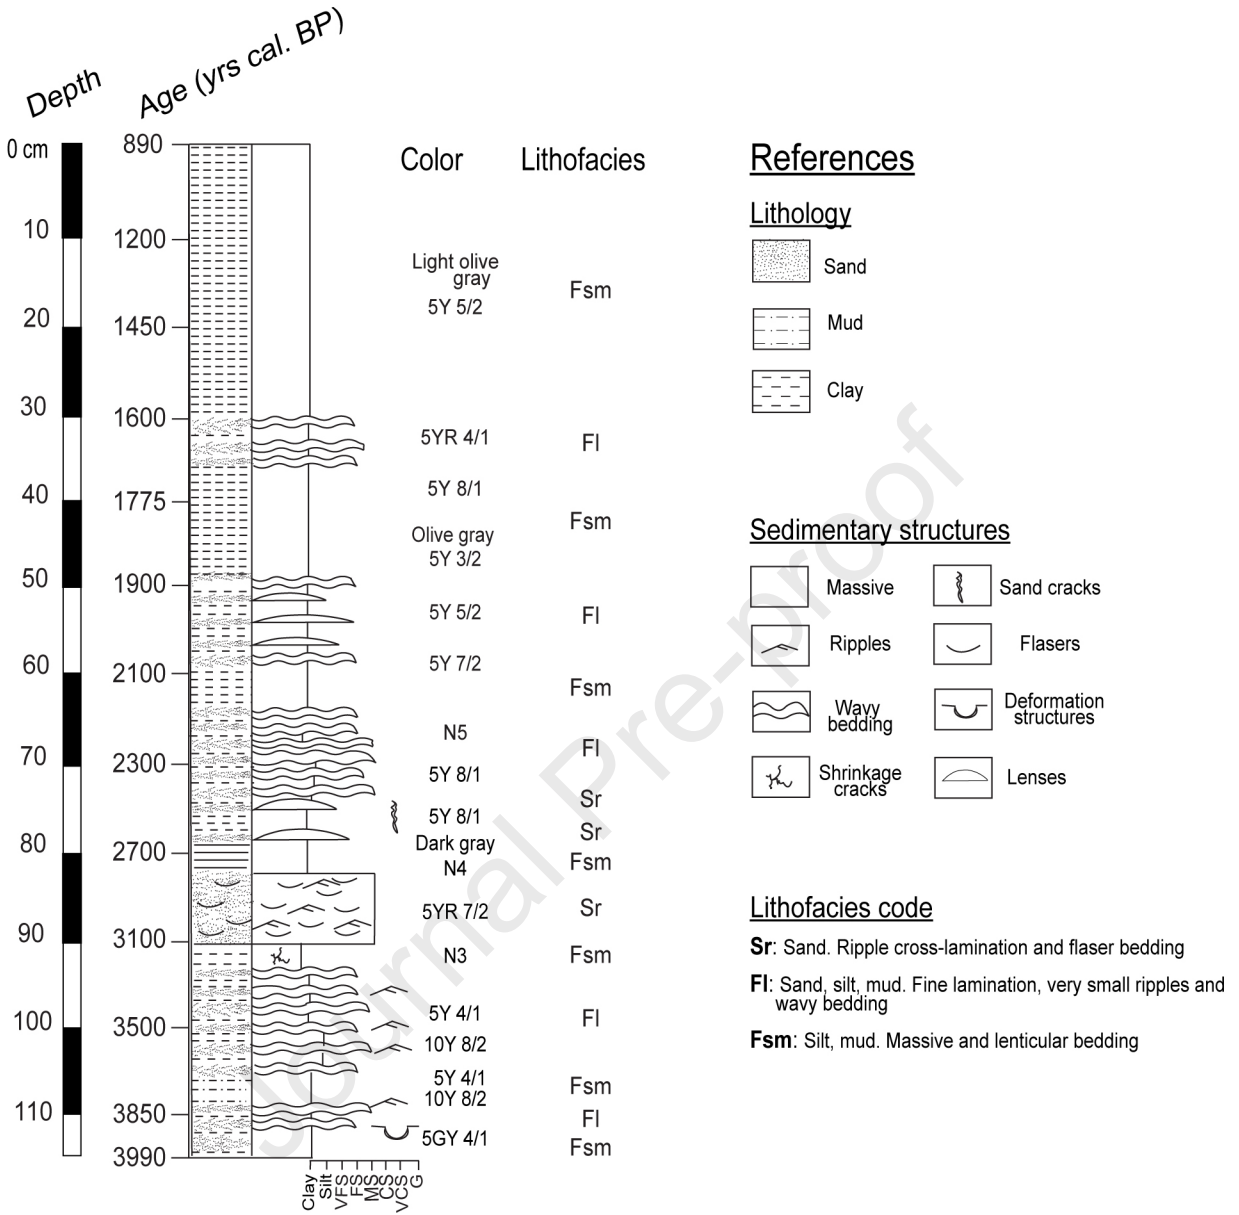 Depth
Age (yrs cal. BP)
0 cm
10
20
30
40
50
60
70
80
90
100
110
890
1200
1450
1600
1775
1900
2100
2300
2700
3100
3500
3850
3990
Clay
Silt
VFS
FS
MS
CS
VCS
G
Color
Light olive
gray
5Y 5/2
5YR 4/1
5Y 8/1
Olive gray
5Y 3/2
5Y 5/2
5Y 7/2
N5
5Y 8/1
5Y 8/1
Dark gray
N4
5YR 7/2
N3
5Y 4/1
10Y 8/2
5Y 4/1
10Y 8/2
5GY 4/1
Lithofacies
Fsm
Fl
Fsm
Fl
Fsm
Fl
Sr
Sr
Fsm
Sr
Fsm
Fl
Fsm
Fl
Fsm
References
Lithology
Sand
Mud
Clay
Sedimentary structures
Massive
Sand cracks
Ripples
Flasers
Wavy
bedding
Deformation
structures
Shrinkage
cracks
Lenses
Lithofacies code
Sr: Sand. Ripple cross-lamination and flaser bedding
Fl: Sand, silt, mud. Fine lamination, very small ripples and
wavy bedding
Fsm: Silt, mud. Massive and lenticular bedding
Journal Pre-proof